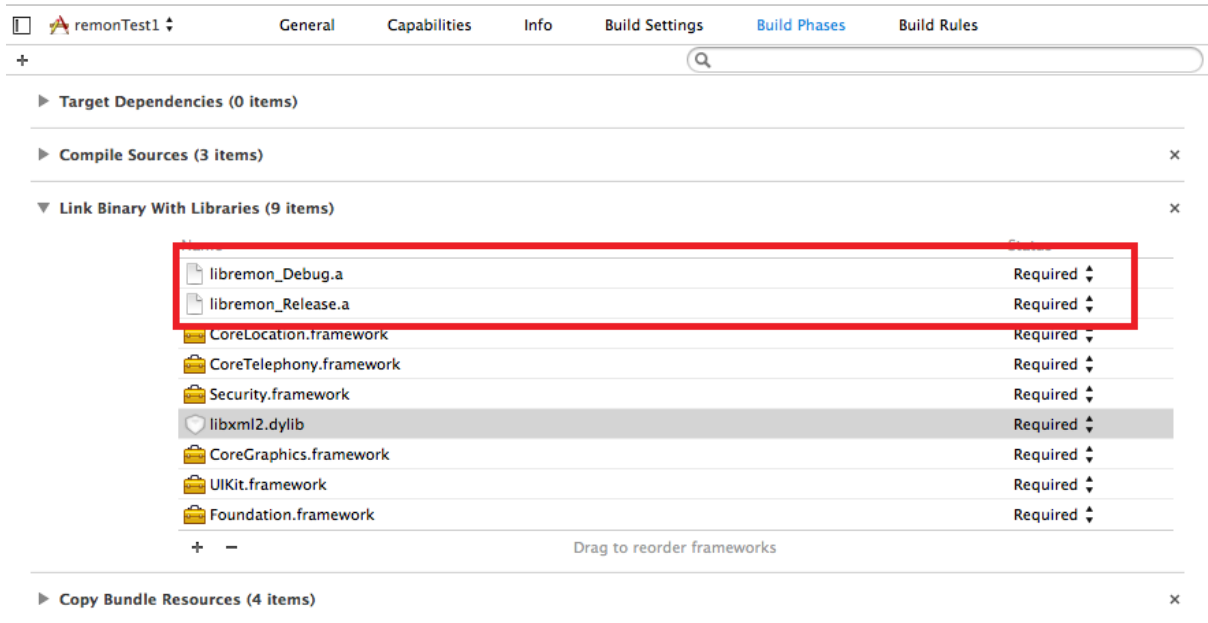 remonTest1 General Capabilities Info Build Settings Build Phases Build Rules
Target Dependencies (0 items)
Compile Sources (3 items)
Link Binary With Libraries (9 items)
Name Status
libremon_Debug.a Required
libremon_Release.a Required
CoreLocation.framework Required
CoreTelephony.framework Required
Security.framework Required
libxml2.dylib Required
CoreGraphics.framework Required
UIKit.framework Required
Foundation.framework Required
+ − Drag to reorder frameworks
Copy Bundle Resources (4 items)